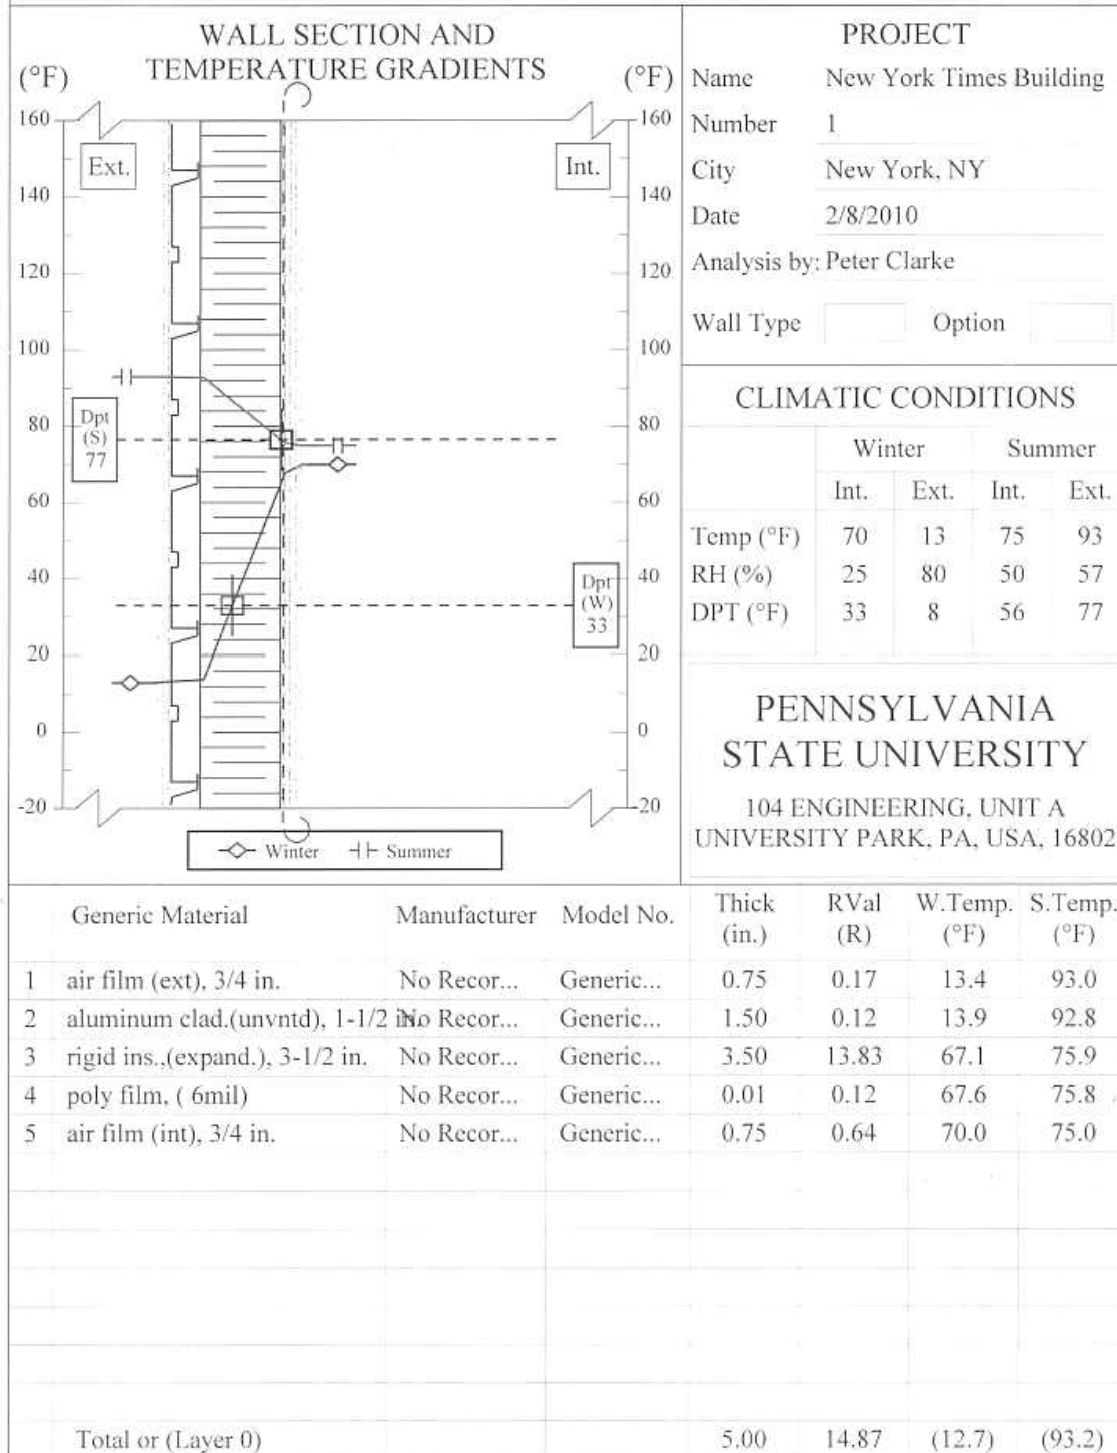 WALL SECTION AND
TEMPERATURE GRADIENTS
(°F)
(°F)
160
140
120
100
80
60
40
20
0
-20
Ext.
Int.
160
140
120
100
80
60
40
20
0
-20
Dpt
(S)
77
Dpt
(W)
33
Winter
Summer
PROJECT
Name New York Times Building
Number 1
City New York, NY
Date 2/8/2010
Analysis by: Peter Clarke
Wall Type Option
CLIMATIC CONDITIONS
Winter Summer
Int. Ext. Int. Ext.
Temp (°F) 70 13 75 93
RH (%) 25 80 50 57
DPT (°F) 33 8 56 77
PENNSYLVANIA
STATE UNIVERSITY
104 ENGINEERING, UNIT A
UNIVERSITY PARK, PA, USA, 16802
Generic Material Manufacturer Model No. Thick (in.) RVal (R) W.Temp. (°F) S.Temp. (°F)
1 air film (ext), 3/4 in. No Recor... Generic... 0.75 0.17 13.4 93.0
2 aluminum clad.(unvntd), 1-1/2 in. No Recor... Generic... 1.50 0.12 13.9 92.8
3 rigid ins.,(expand.), 3-1/2 in. No Recor... Generic... 3.50 13.83 67.1 75.9
4 poly film, ( 6mil) No Recor... Generic... 0.01 0.12 67.6 75.8
5 air film (int), 3/4 in. No Recor... Generic... 0.75 0.64 70.0 75.0
Total or (Layer 0) 5.00 14.87 (12.7) (93.2)